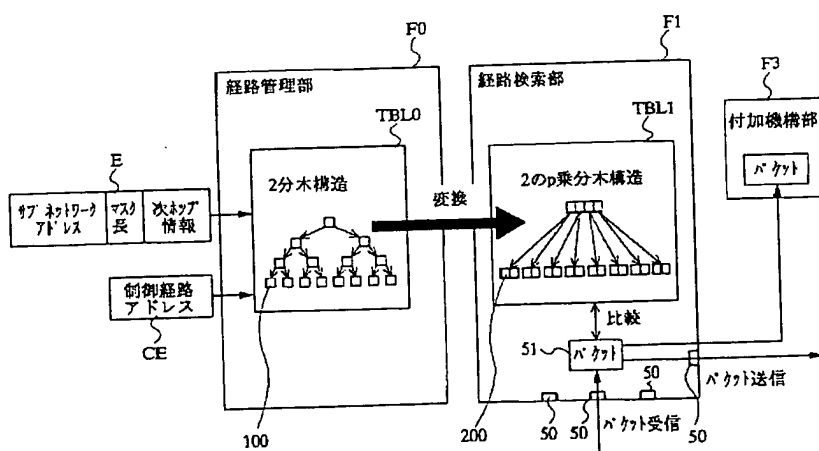 F0
経路管理部
TBL0
2分木構造
E
サブネットワーク
アドレス
マスク
長
次ホップ
情報
制御経路
アドレス
CE
100
変換
F1
経路検索部
TBL1
2のp乗分木構造
200
比較
51
パケット
50
50
50
50
パケット受信
パケット送信
F3
付加機構部
パケット